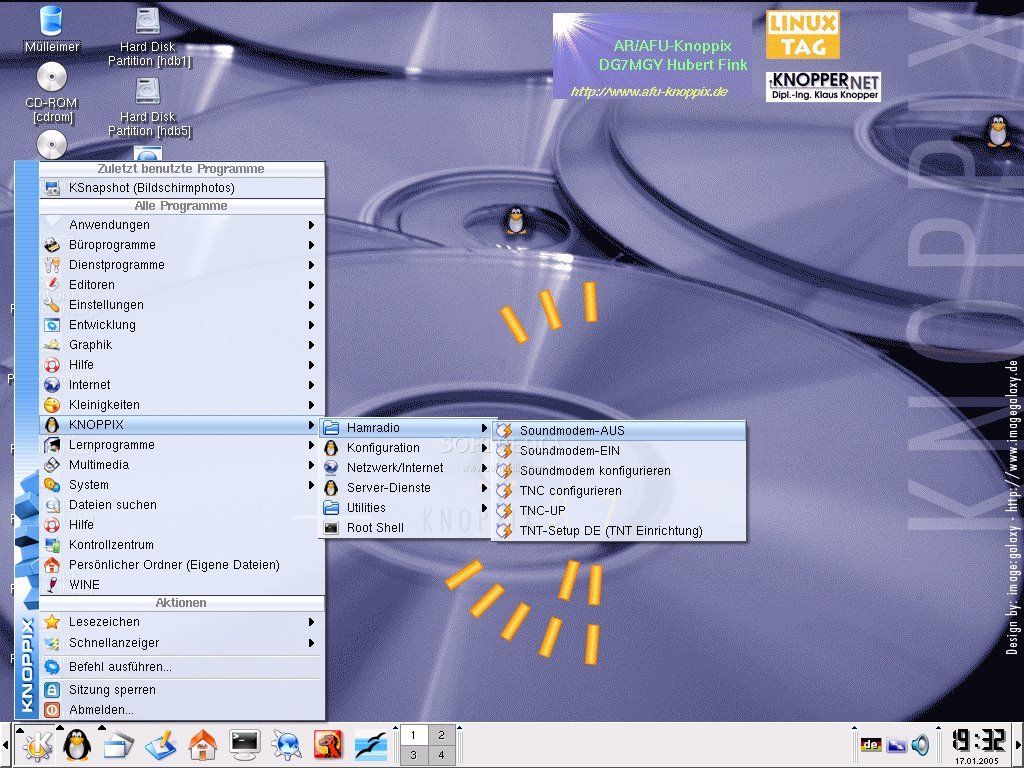 Mülleimer
Hard Disk
Partition [hdb1]
CD-ROM
[cdrom]
Hard Disk
Partition [hdb5]
AR/AFU-Knoppix
DG7MGY Hubert Fink
http://www.afu-knoppix.de
LINUX
TAG
KNOPPER.NET
Dipl.-Ing. Klaus Knopper
KNOPPIX
Design by: image:galaxy - http://www.imagegalaxy.de
Zuletzt benutzte Programme
KSnapshot (Bildschirmphotos)
Alle Programme
Anwendungen
Büroprogramme
Dienstprogramme
Editoren
Einstellungen
Entwicklung
Graphik
Hilfe
Internet
Kleinigkeiten
KNOPPIX
Lernprogramme
Multimedia
System
Dateien suchen
Hilfe
Kontrollzentrum
Persönlicher Ordner (Eigene Dateien)
WINE
Aktionen
Lesezeichen
Schnellanzeiger
Befehl ausführen...
Sitzung sperren
Abmelden...
KNOPPIX
Hamradio
Konfiguration
Netzwerk/Internet
Server-Dienste
Utilities
Root Shell
Soundmodem-AUS
Soundmodem-EIN
Soundmodem konfigurieren
TNC configurieren
TNC-UP
TNT-Setup DE (TNT Einrichtung)
SOFTPEDIA
KNOP
1 2
3 4
de
19:32
17.01.2005